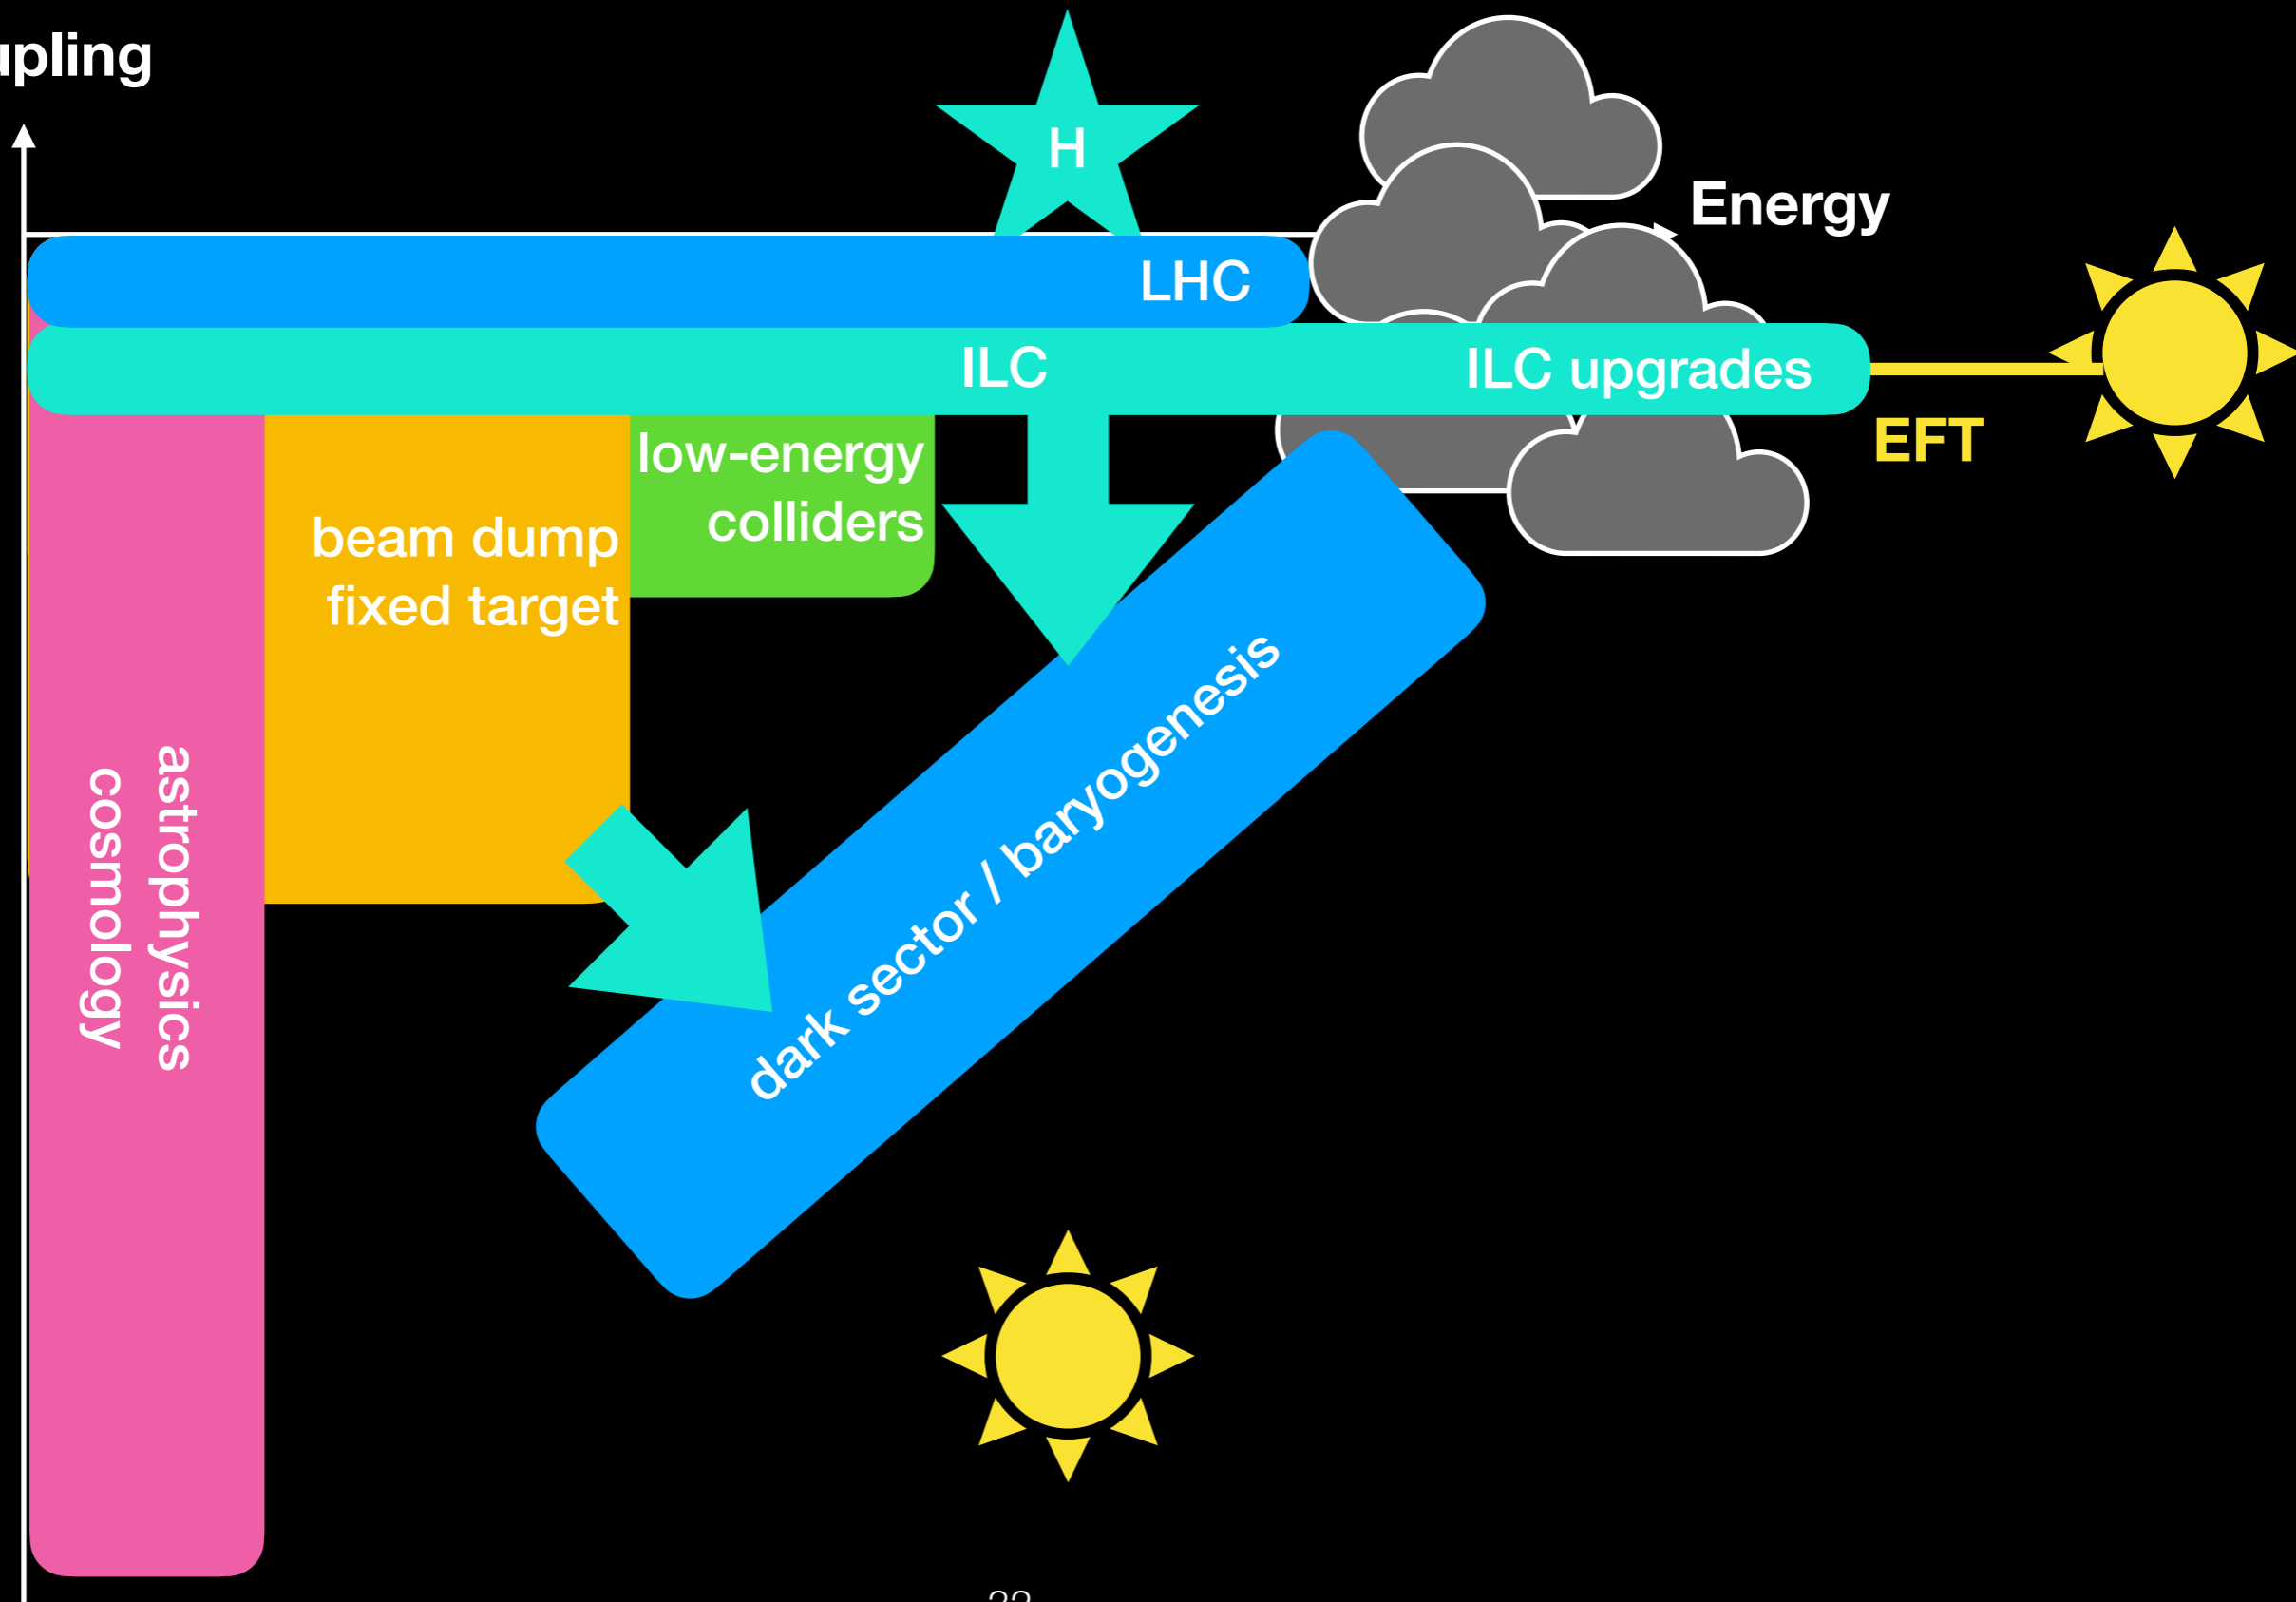 upling
H
Energy
LHC
ILC
ILC upgrades
EFT
low-energy
colliders
beam dump
fixed target
astrophysics
cosmology
dark sector / baryogenesis